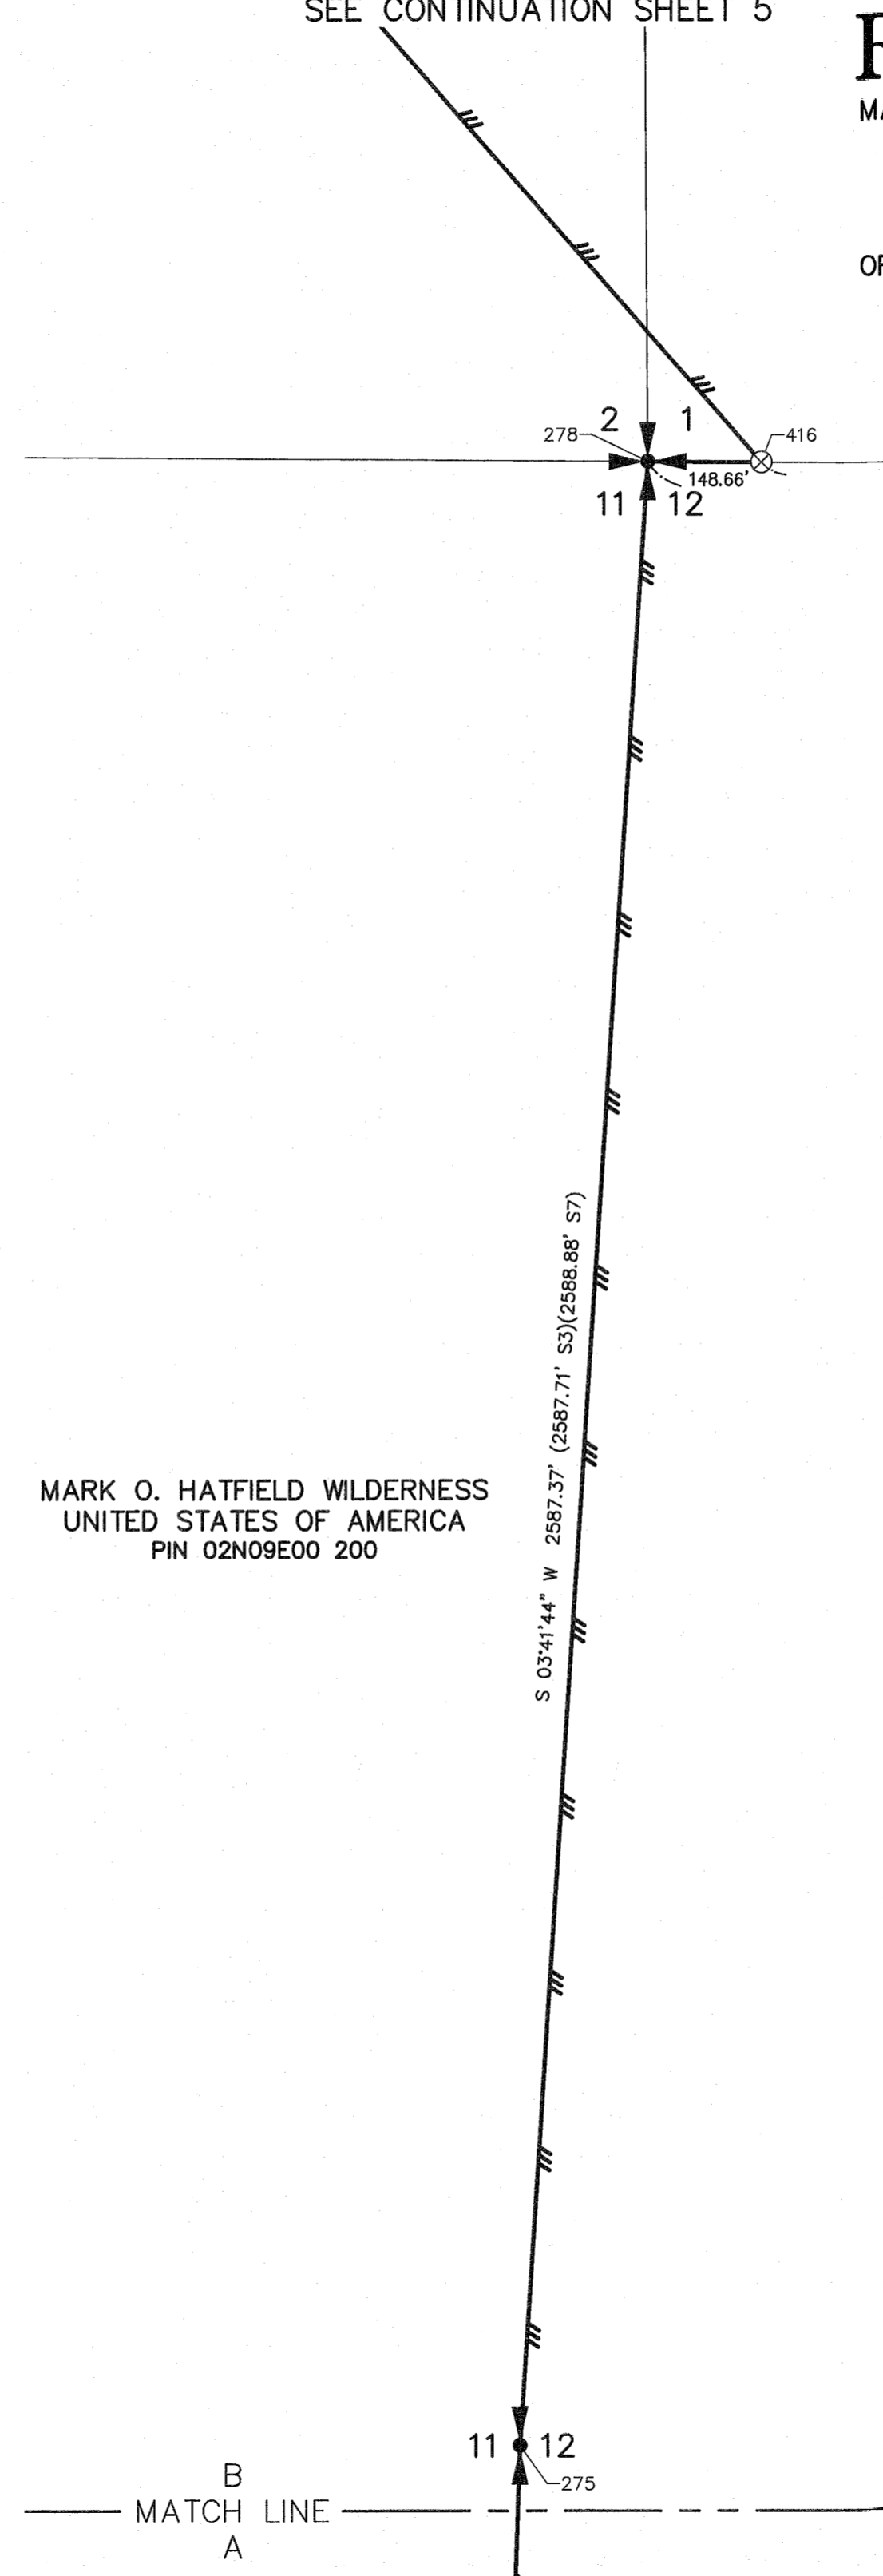 SEE CONTINUATION SHEET 5
2 1
278
416
148.66'
11 12
S 03°41'44" W 2587.37' (2587.71' S3)(2588.88' S7)
MARK O. HATFIELD WILDERNESS
UNITED STATES OF AMERICA
PIN 02N09E00 200
11 12
275
B
MATCH LINE
A